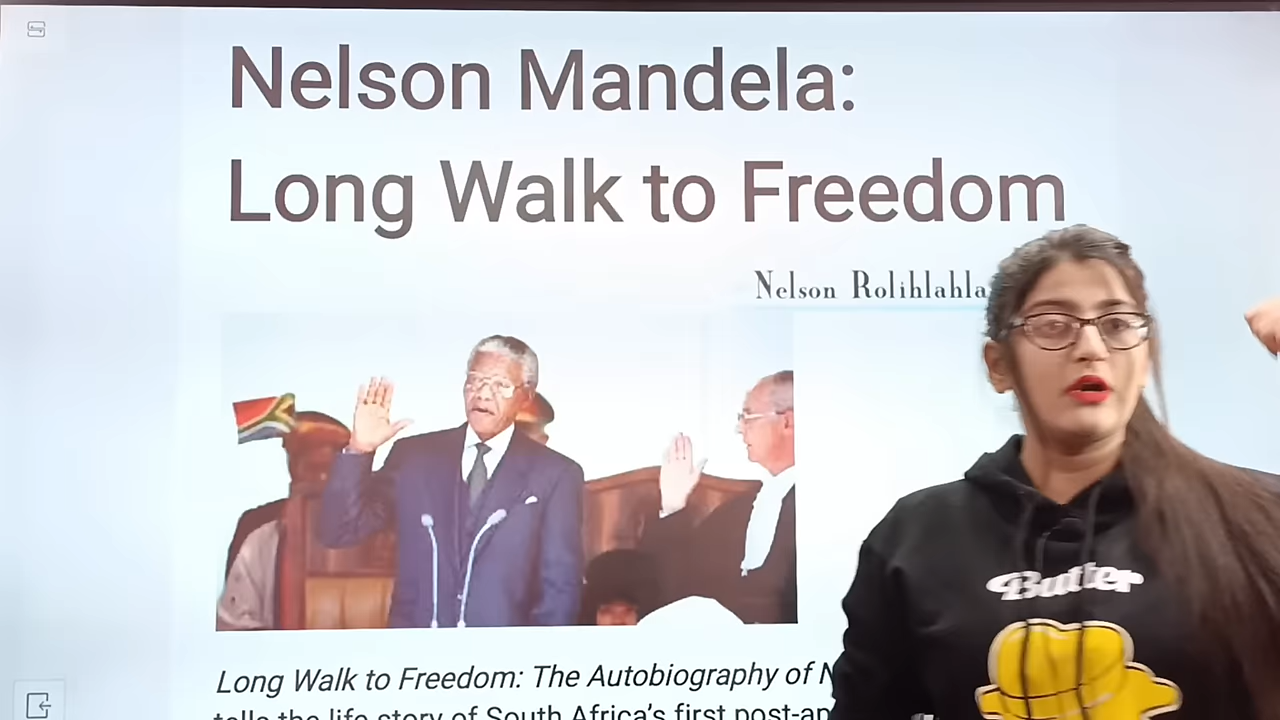 Nelson Mandela:
Long Walk to Freedom
Nelson Rolihlahla
Long Walk to Freedom: The Autobiography of N
tells the life story of South Africa's first post-ap
Butter